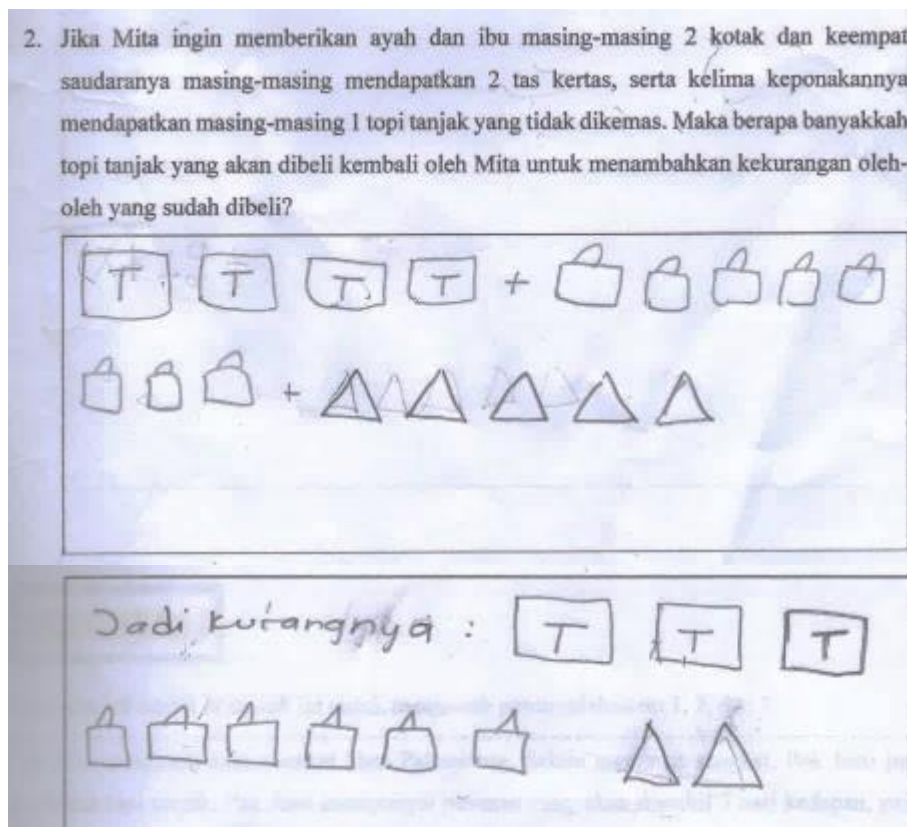 2. Jika Mita ingin memberikan ayah dan ibu masing-masing 2 kotak dan keempat
saudaranya masing-masing mendapatkan 2 tas kertas, serta kelima keponakannya
mendapatkan masing-masing 1 topi tanjak yang tidak dikemas. Maka berapa banyakkah
topi tanjak yang akan dibeli kembali oleh Mita untuk menambahkan kekurangan oleh-
oleh yang sudah dibeli?
T T T T +
+
Jadi kurangnya : T T T